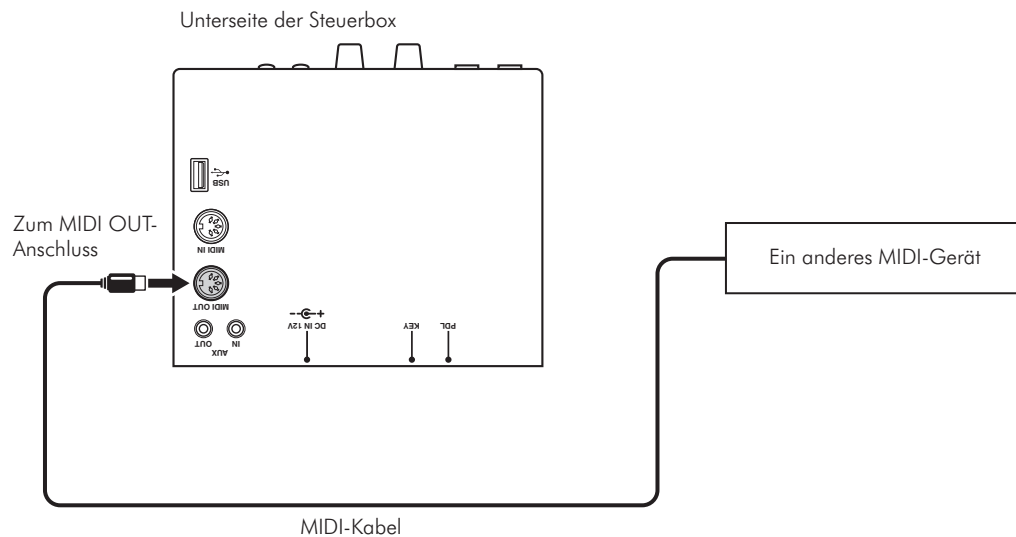 Unterseite der Steuerbox
USB
Zum MIDI OUT-
Anschluss
MIDI IN
Ein anderes MIDI-Gerät
MIDI OUT
DC IN 12V
KEY
PDL
OUT
IN
AUX
MIDI-Kabel